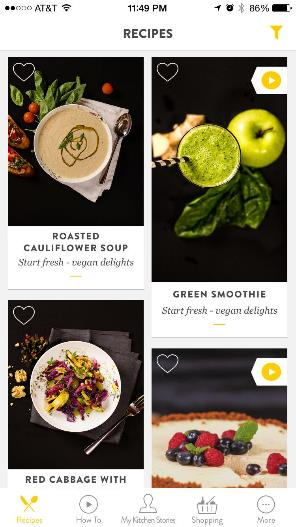 AT&T 11:49 PM 86%
RECIPES
ROASTED
CAULIFLOWER SOUP
Start fresh - vegan delights
GREEN SMOOTHIE
Start fresh - vegan delights
RED CABBAGE WITH
Recipes How To My Kitchen Stories Shopping More